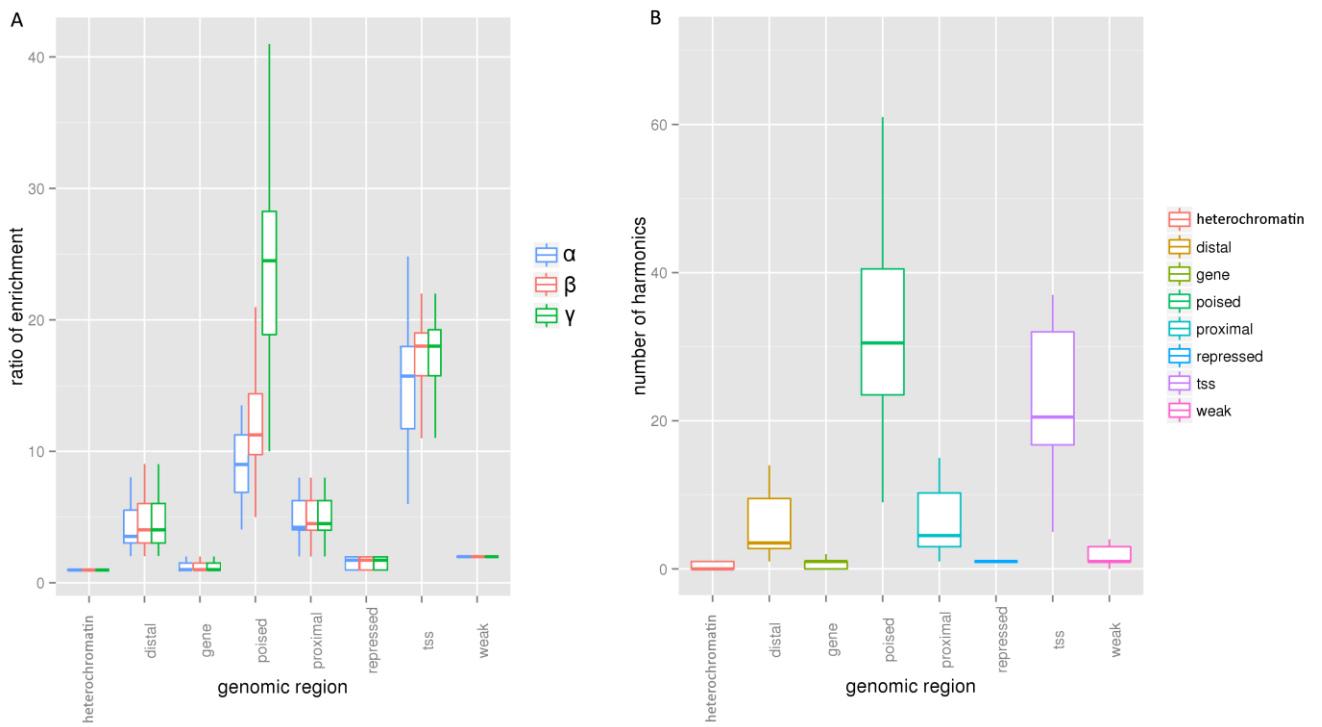 A
ratio of enrichment
40
30
20
10
0
heterochromatin
distal
gene
poised
proximal
repressed
tss
weak
genomic region
α
β
γ
B
number of harmonics
60
40
20
0
heterochromatin
distal
gene
poised
proximal
repressed
tss
weak
genomic region
heterochromatin
distal
gene
poised
proximal
repressed
tss
weak